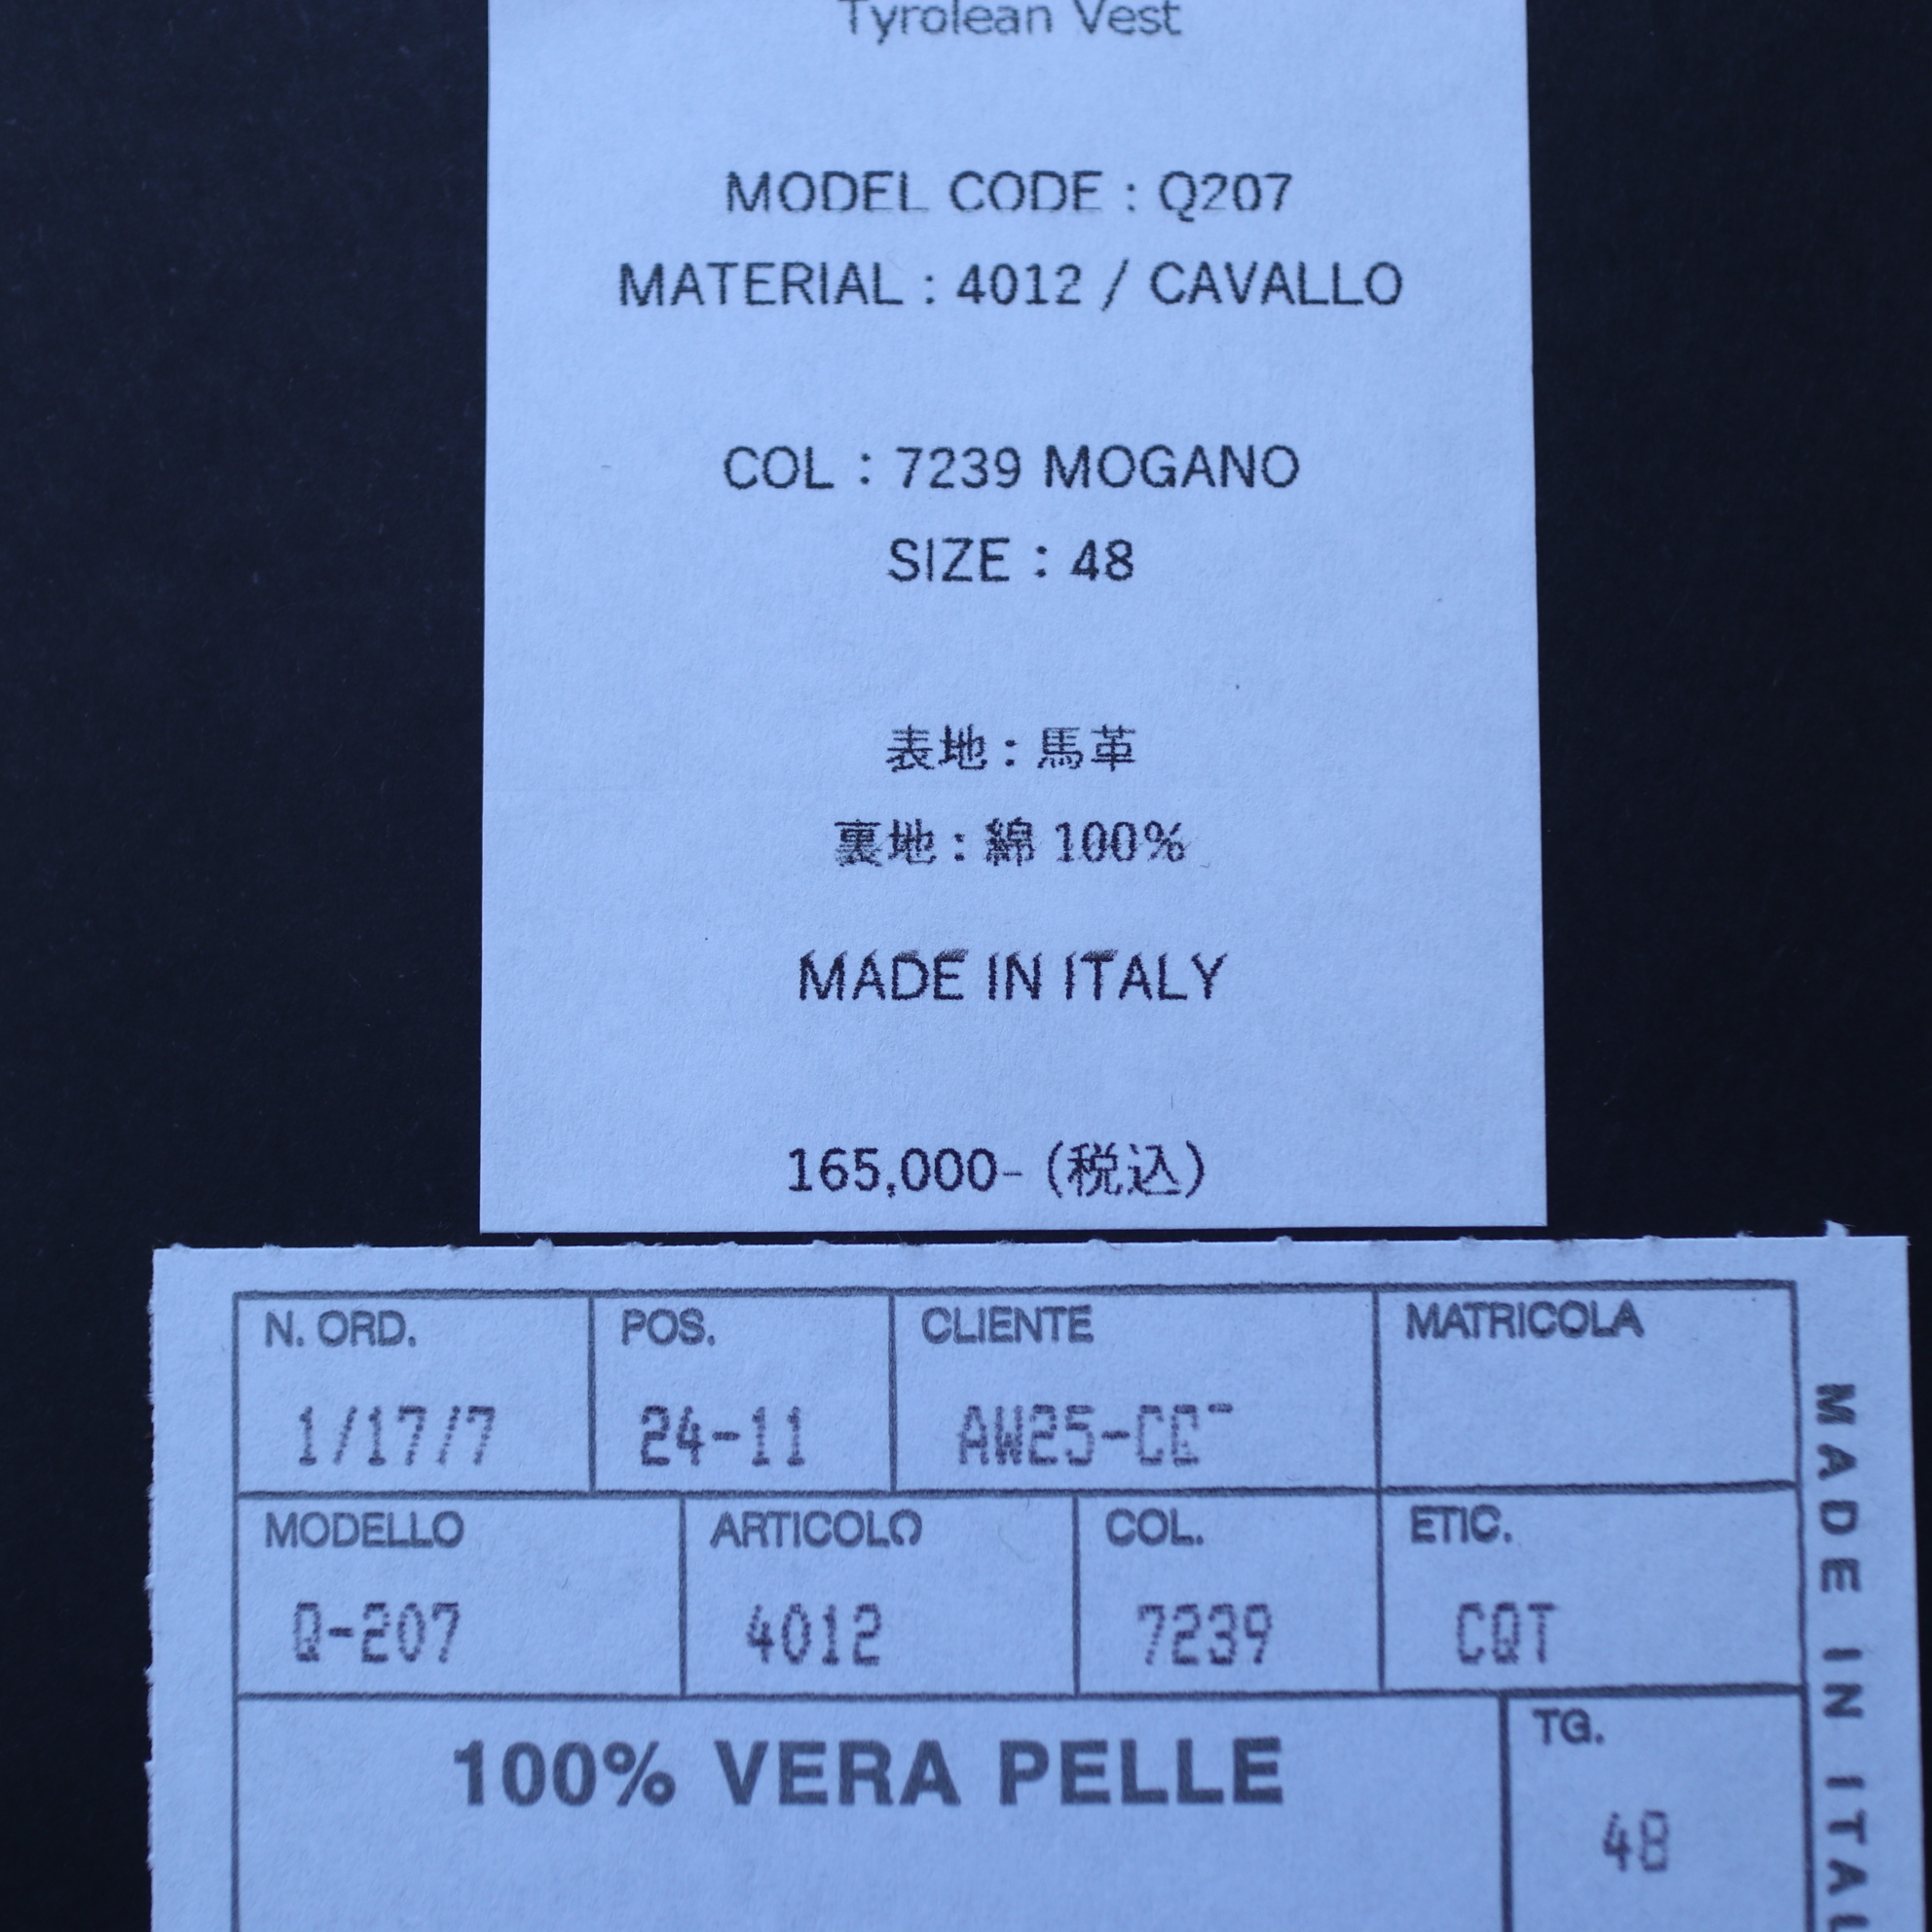 Tyrolean Vest
MODEL CODE : Q207
MATERIAL : 4012 / CAVALLO
COL : 7239 MOGANO
SIZE : 48
表地 : 馬革
裏地 : 綿 100%
MADE IN ITALY
165,000- (税込)
N. ORD.
POS.
CLIENTE
MATRICOLA
1/17/7
24-11
MODELLO
ARTICOLO
COL.
ETIC.
Q-207
4012
7239
CQT
100% VERA PELLE
TG.
48
MADE IN